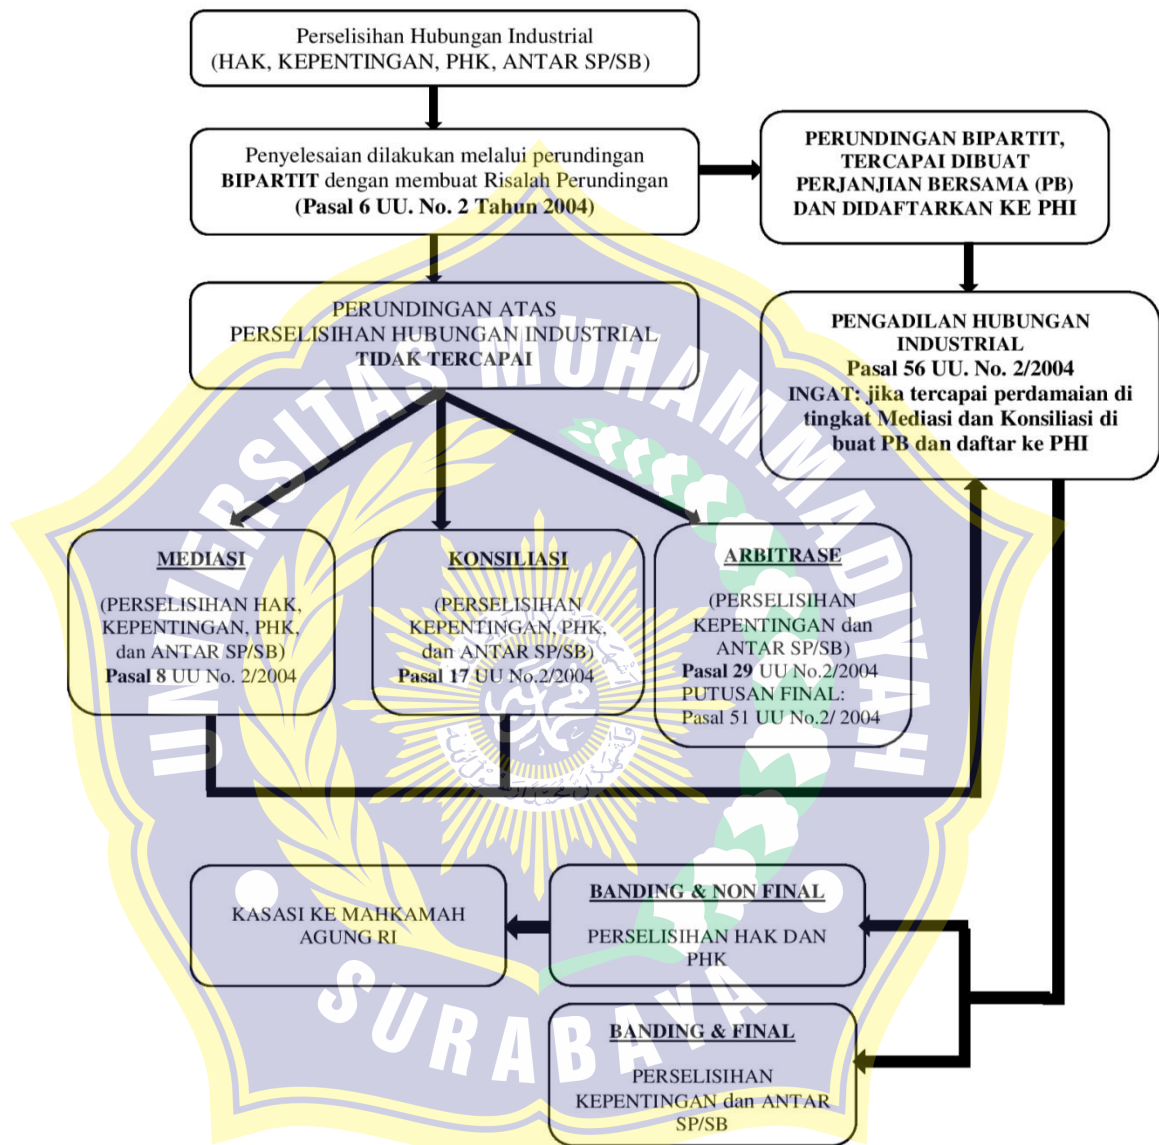 Perselisihan Hubungan Industrial
(HAK, KEPENTINGAN, PHK, ANTAR SP/SB)
Penyelesaian dilakukan melalui perundingan
BIPARTIT dengan membuat Risalah Perundingan
(Pasal 6 UU. No. 2 Tahun 2004)
PERUNDINGAN BIPARTIT,
TERCAPAI DIBUAT
PERJANJIAN BERSAMA (PB)
DAN DIDAFTARKAN KE PHI
PERUNDINGAN ATAS
PERSELISIHAN HUBUNGAN INDUSTRIAL
TIDAK TERCAPAI
PENGADILAN HUBUNGAN
INDUSTRIAL
Pasal 56 UU. No. 2/2004
INGAT: jika tercapai perdamaian di
tingkat Mediasi dan Konsiliasi di
buat PB dan daftar ke PHI
MEDIASI
(PERSELISIHAN HAK,
KEPENTINGAN, PHK,
dan ANTAR SP/SB)
Pasal 8 UU No. 2/2004
KONSILIASI
(PERSELISIHAN
KEPENTINGAN, PHK,
dan ANTAR SP/SB)
Pasal 17 UU No.2/2004
ARBITRASE
(PERSELISIHAN
KEPENTINGAN dan
ANTAR SP/SB)
Pasal 29 UU No.2/2004
PUTUSAN FINAL:
Pasal 51 UU No.2/ 2004
KASASI KE MAHKAMAH
AGUNG RI
BANDING & NON FINAL
PERSELISIHAN HAK DAN
PHK
BANDING & FINAL
PERSELISIHAN
KEPENTINGAN dan ANTAR
SP/SB
UNIVERSITAS MUHAMMADIYAH
SURABAYA